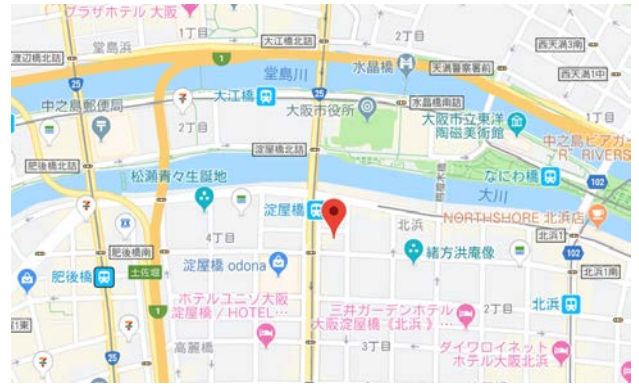 プラザホテル 大阪
堂島浜
1丁目
大江橋北詰
1丁目
西天満3南
渡辺橋北詰
1
水晶橋
天満警察署前
西天満1中
25
堂島川
中之島郵便局
大江橋
大阪市役所
水晶橋南詰
2丁目
大阪市立東洋
陶磁美術館
中之島ビアガー
"R" RIVERS
肥後橋北詰
淀屋橋北詰
松瀬青々生誕地
なにわ橋
大川
102
淀屋橋
北浜
NORTHSHORE 北浜店
4丁目
肥後橋南
北浜1
緒方洪庵像
淀屋橋 odona
土佐堀
肥後橋
北浜1南
102
ホテルユニゾ大阪
淀屋橋 / HOTEL…
三井ガーデンホテル
大阪淀屋橋《北浜 》…
2丁目
北浜
1
高麗橋
3丁目
ダイワロイネット
ホテル大阪北浜
25
25